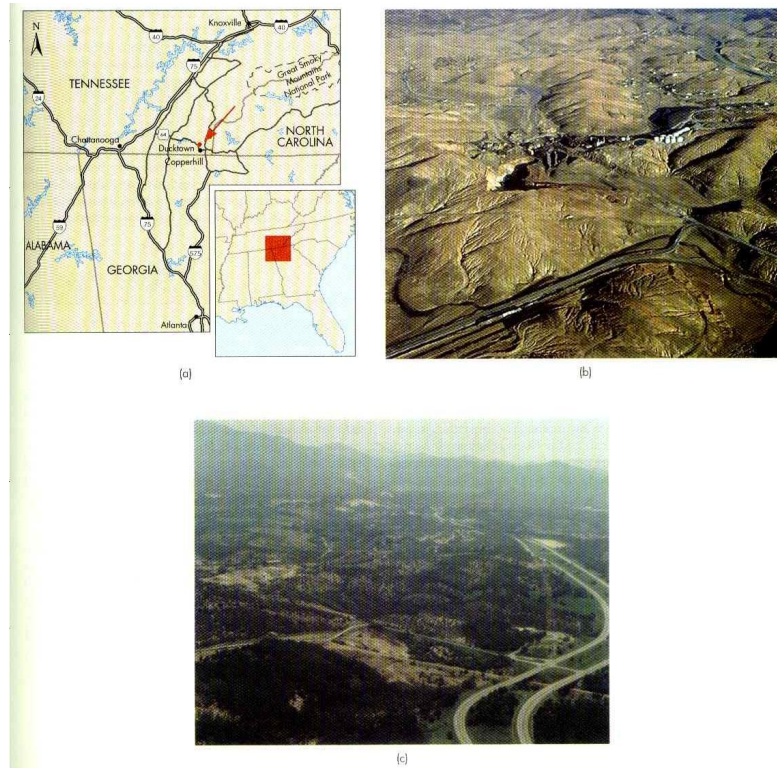 N
Knoxville
40
40
75
Great Smoky
Mountains
National Park
TENNESSEE
24
64
NORTH
CAROLINA
Chattanooga
Ducktown
Copperhill
59
75
ALABAMA
GEORGIA
575
Atlanta
(a)
(b)
(c)